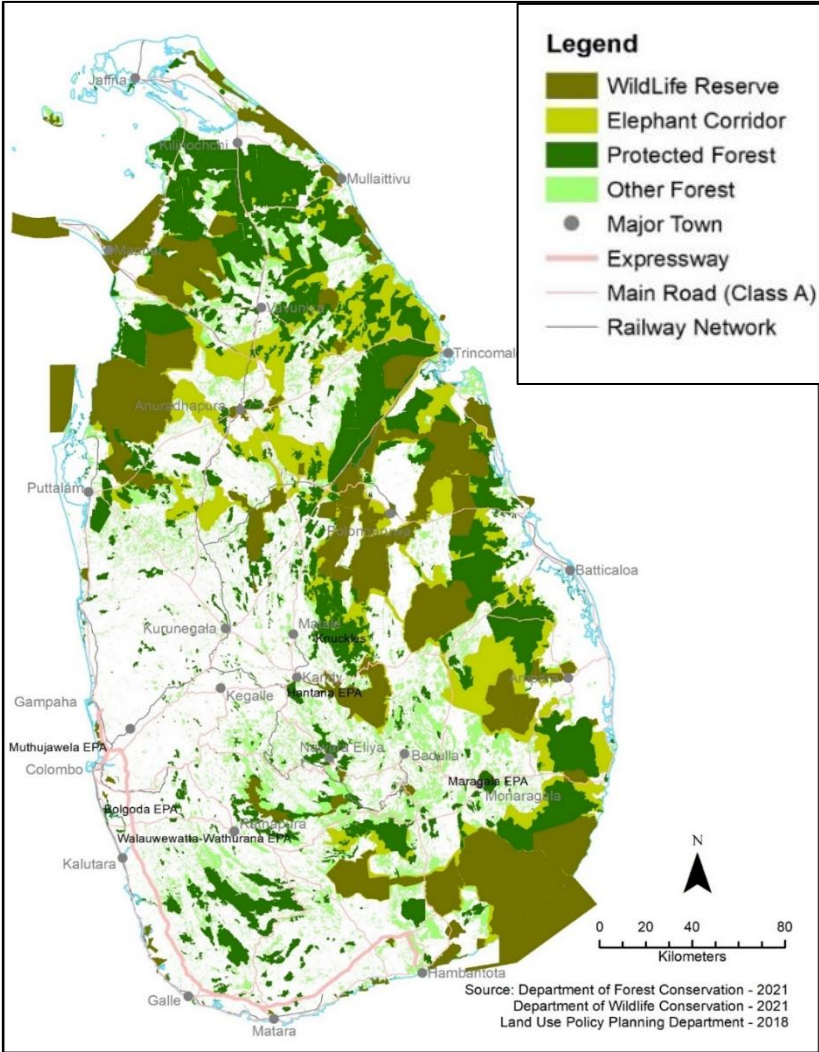 Legend
WildLife Reserve
Elephant Corridor
Protected Forest
Other Forest
Major Town
Expressway
Main Road (Class A)
Railway Network
Jaffna
Kilinochchi
Mullaittivu
Mannar
Vavuniya
Trincomal
Anuradhapura
Puttalam
Polonnaruwa
Batticaloa
Kurunegala
Matale
Knuckles
Kandy
Hantana EPA
Kegalle
Ampara
Gampaha
Muthujawela EPA
Colombo
Nuwara Eliya
Badulla
Maragala EPA
Monaragala
Bolgoda EPA
Ratnapura
Walauwewatta-Wathurana EPA
Kalutara
N
0 20 40 80
Kilometers
Hambantota
Galle
Matara
Source: Department of Forest Conservation - 2021
Department of Wildlife Conservation - 2021
Land Use Policy Planning Department - 2018